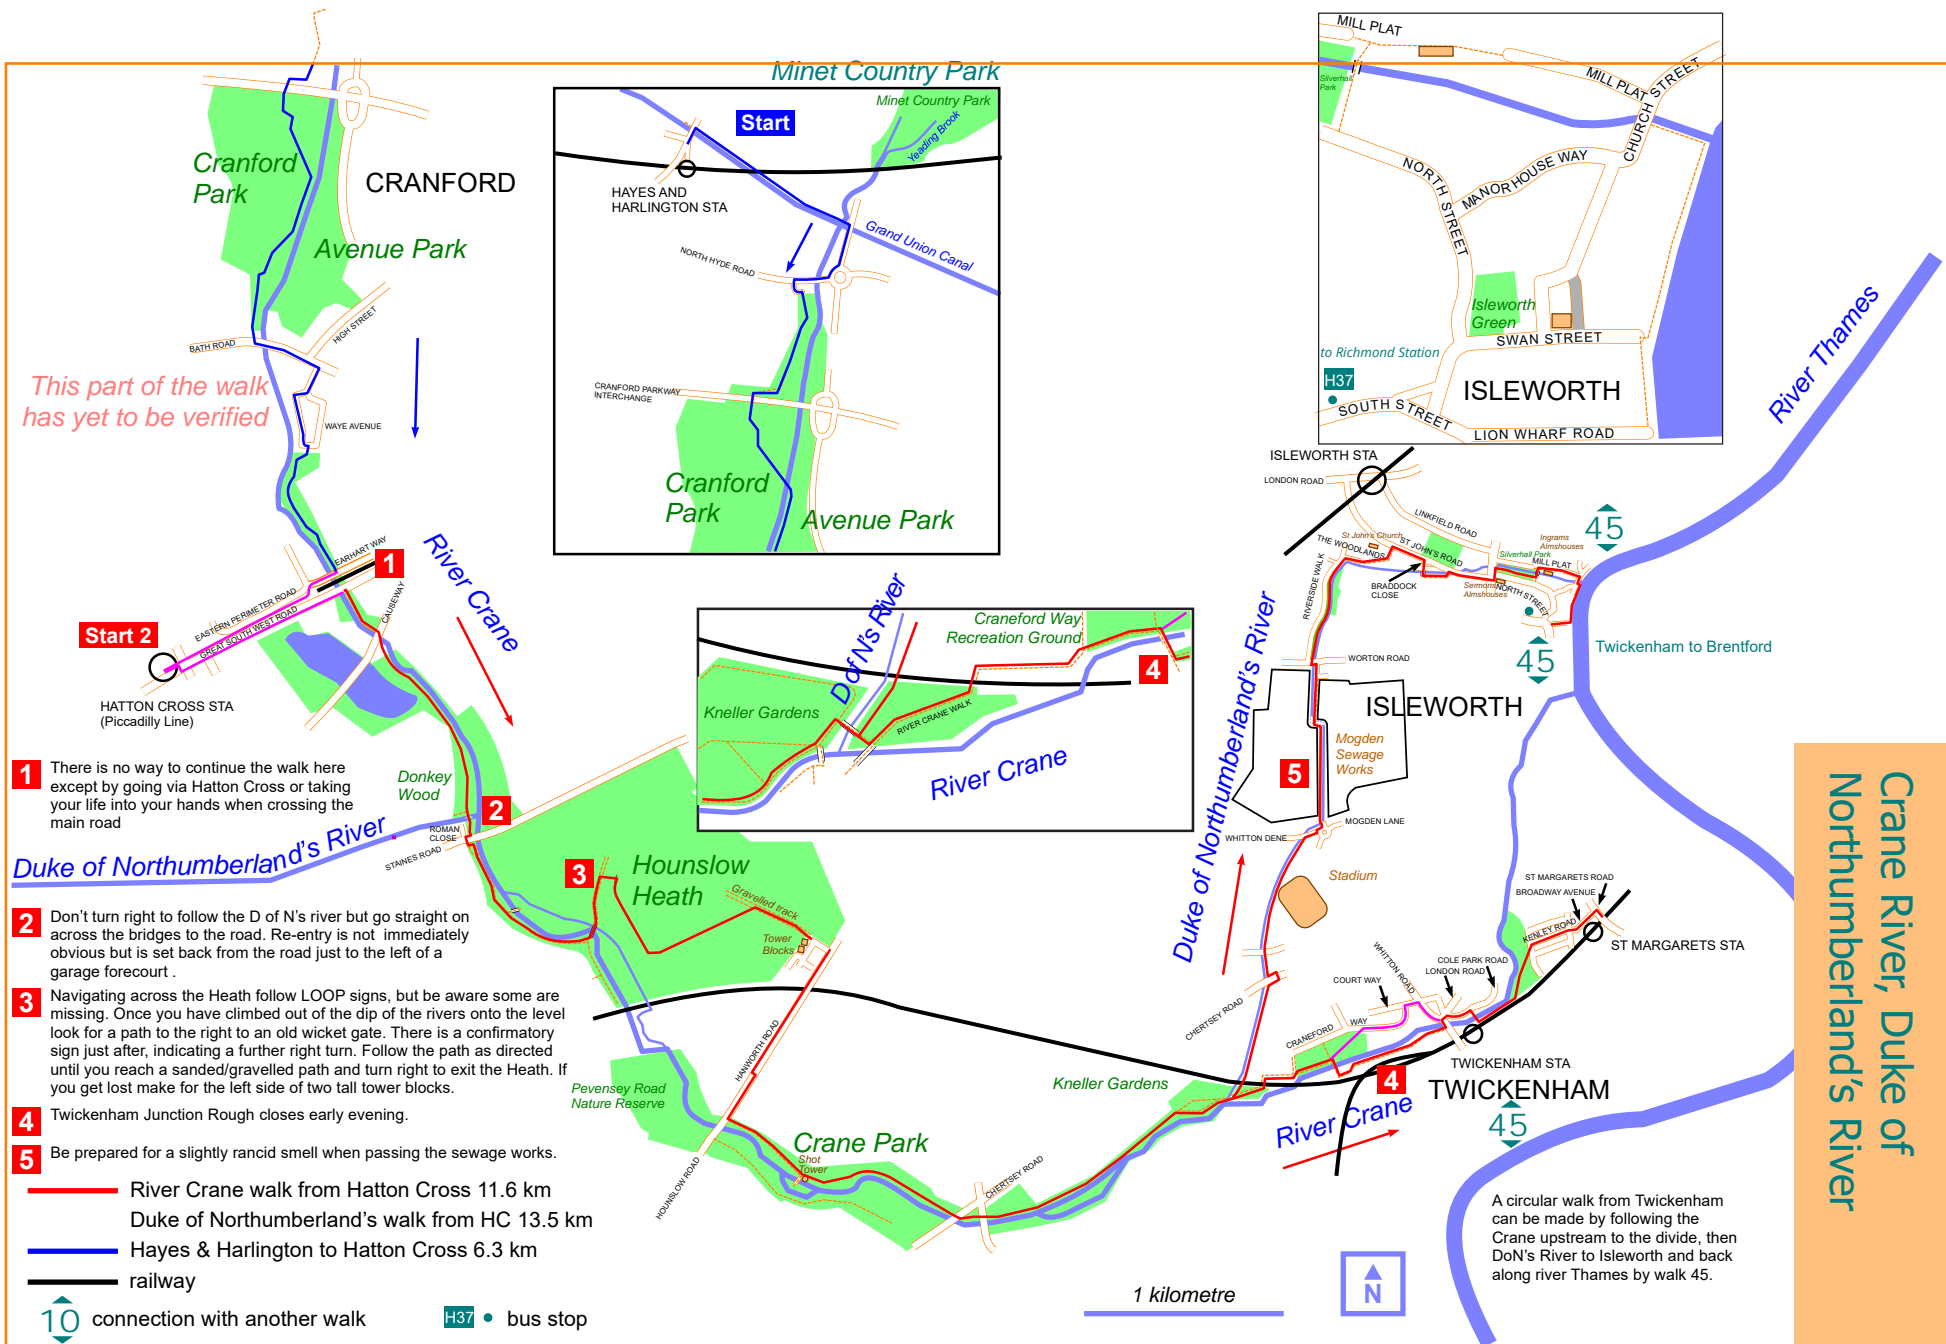 Minet Country Park
Cranford
Park
CRANFORD
Avenue Park
BATH ROAD
HIGH STREET
This part of the walk
has yet to be verified
WAYE AVENUE
Start
Minet Country Park
Yeading Brook
HAYES AND
HARLINGTON STA
Grand Union Canal
NORTH HYDE ROAD
CRANFORD PARKWAY
INTERCHANGE
Cranford
Park
Avenue Park
MILL PLAT
Silverhall
Park
MILL PLAT
CHURCH STREET
NORTH STREET
MANOR HOUSE WAY
Isleworth
Green
SWAN STREET
to Richmond Station
H37
ISLEWORTH
SOUTH STREET
LION WHARF ROAD
River Thames
EARHART WAY
1
EASTERN PERIMETER ROAD
GREAT SOUTH WEST ROAD
CAUSEWAY
River Crane
Start 2
HATTON CROSS STA
(Piccadilly Line)
ISLEWORTH STA
LONDON ROAD
LINKFIELD ROAD
St John's Church
ST JOHN'S ROAD
THE WOODLANDS
Ingrams
Almshouses
Silverhall Park
MILL PLAT
45
BRADDOCK
CLOSE
Sermons
Almshouses
NORTH STREET
RIVERSIDE WALK
45
Twickenham to Brentford
WORTON ROAD
ISLEWORTH
Duke of Northumberland's River
Mogden
Sewage
Works
5
MOGDEN LANE
WHITTON DENE
Stadium
D of N's River
Craneford Way
Recreation Ground
4
Kneller Gardens
RIVER CRANE WALK
River Crane
1
There is no way to continue the walk here
except by going via Hatton Cross or taking
your life into your hands when crossing the
main road
Donkey
Wood
2
ROMAN
CLOSE
STAINES ROAD
Duke of Northumberland's River
3
Hounslow
Heath
Gravelled track
Tower
Blocks
2
Don't turn right to follow the D of N's river but go straight on
across the bridges to the road. Re-entry is not immediately
obvious but is set back from the road just to the left of a
garage forecourt .
3
Navigating across the Heath follow LOOP signs, but be aware some are
missing. Once you have climbed out of the dip of the rivers onto the level
look for a path to the right to an old wicket gate. There is a confirmatory
sign just after, indicating a further right turn. Follow the path as directed
until you reach a sanded/gravelled path and turn right to exit the Heath. If
you get lost make for the left side of two tall tower blocks.
4
Twickenham Junction Rough closes early evening.
5
Be prepared for a slightly rancid smell when passing the sewage works.
HANWORTH ROAD
Pevensey Road
Nature Reserve
HOUNSLOW ROAD
Crane Park
Shot
Tower
CHERTSEY ROAD
Kneller Gardens
CHERTSEY ROAD
CRANEFORD WAY
COURT WAY
WHITTON ROAD
COLE PARK ROAD
LONDON ROAD
ST MARGARETS ROAD
BROADWAY AVENUE
KENLEY ROAD
ST MARGARETS STA
TWICKENHAM STA
4
TWICKENHAM
River Crane
45
Crane River, Duke of
Northumberland's River
River Crane walk from Hatton Cross 11.6 km
Duke of Northumberland's walk from HC 13.5 km
Hayes & Harlington to Hatton Cross 6.3 km
railway
10 connection with another walk
H37 bus stop
1 kilometre
N
A circular walk from Twickenham
can be made by following the
Crane upstream to the divide, then
DoN's River to Isleworth and back
along river Thames by walk 45.